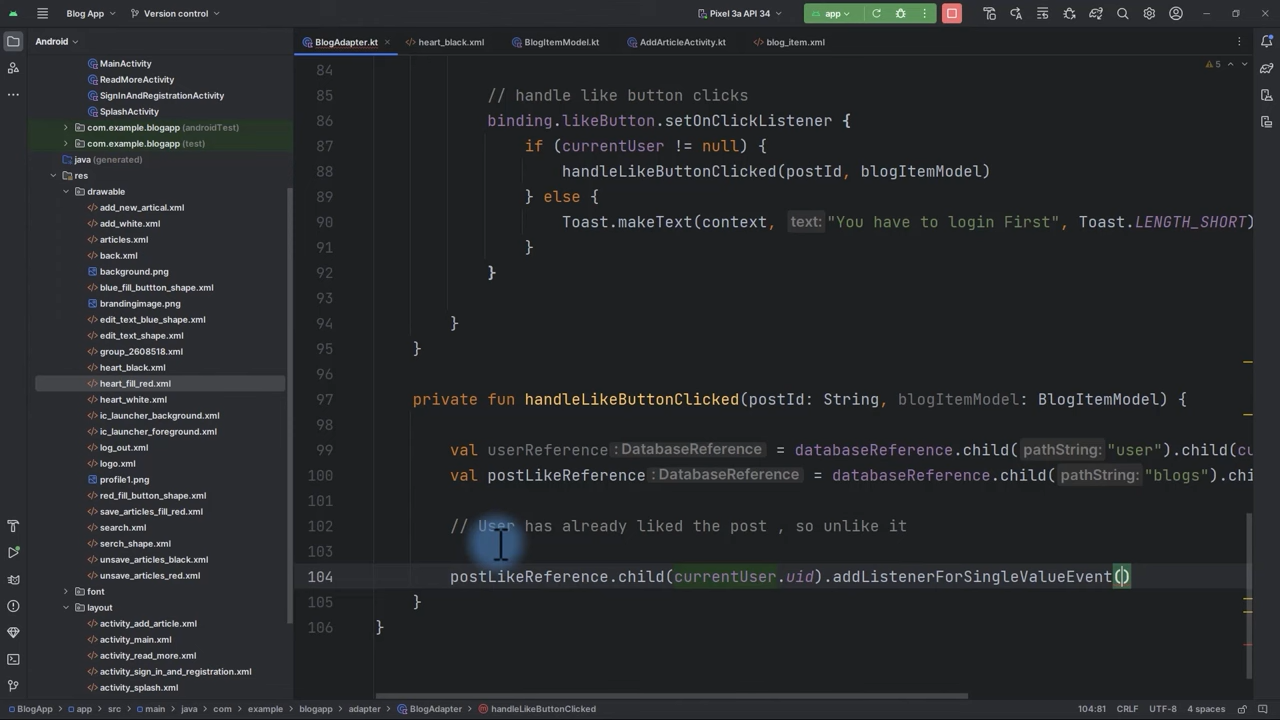 Blog App
Version control
Pixel 3a API 34
app
Android
BlogAdapter.kt
heart_black.xml
BlogItemModel.kt
AddArticleActivity.kt
blog_item.xml
MainActivity
ReadMoreActivity
SignInAndRegistrationActivity
SplashActivity
com.example.blogapp (androidTest)
com.example.blogapp (test)
java (generated)
res
drawable
add_new_artical.xml
add_white.xml
articles.xml
back.xml
background.png
blue_fill_buttton_shape.xml
brandingimage.png
edit_text_blue_shape.xml
edit_text_shape.xml
group_2608518.xml
heart_black.xml
heart_fill_red.xml
heart_white.xml
ic_launcher_background.xml
ic_launcher_foreground.xml
log_out.xml
logo.xml
profile1.png
red_fill_button_shape.xml
save_articles_fill_red.xml
search.xml
serch_shape.xml
unsave_articles_black.xml
unsave_articles_red.xml
font
layout
activity_add_article.xml
activity_main.xml
activity_read_more.xml
activity_sign_in_and_registration.xml
activity_splash.xml
5
84
85 // handle like button clicks
86 binding.likeButton.setOnClickListener {
87 if (currentUser != null) {
88 handleLikeButtonClicked(postId, blogItemModel)
89 } else {
90 Toast.makeText(context, text: "You have to login First", Toast.LENGTH_SHORT)
91 }
92 }
93
94 }
95 }
96
97 private fun handleLikeButtonClicked(postId: String, blogItemModel: BlogItemModel) {
98
99 val userReference : DatabaseReference = databaseReference.child( pathString: "user").child(cu
100 val postLikeReference : DatabaseReference = databaseReference.child( pathString: "blogs").chi
101
102 // User has already liked the post , so unlike it
103
104 postLikeReference.child(currentUser.uid).addListenerForSingleValueEvent()
105 }
106 }
BlogApp > app > src > main > java > com > example > blogapp > adapter > BlogAdapter > handleLikeButtonClicked
104:81 CRLF UTF-8 4 spaces